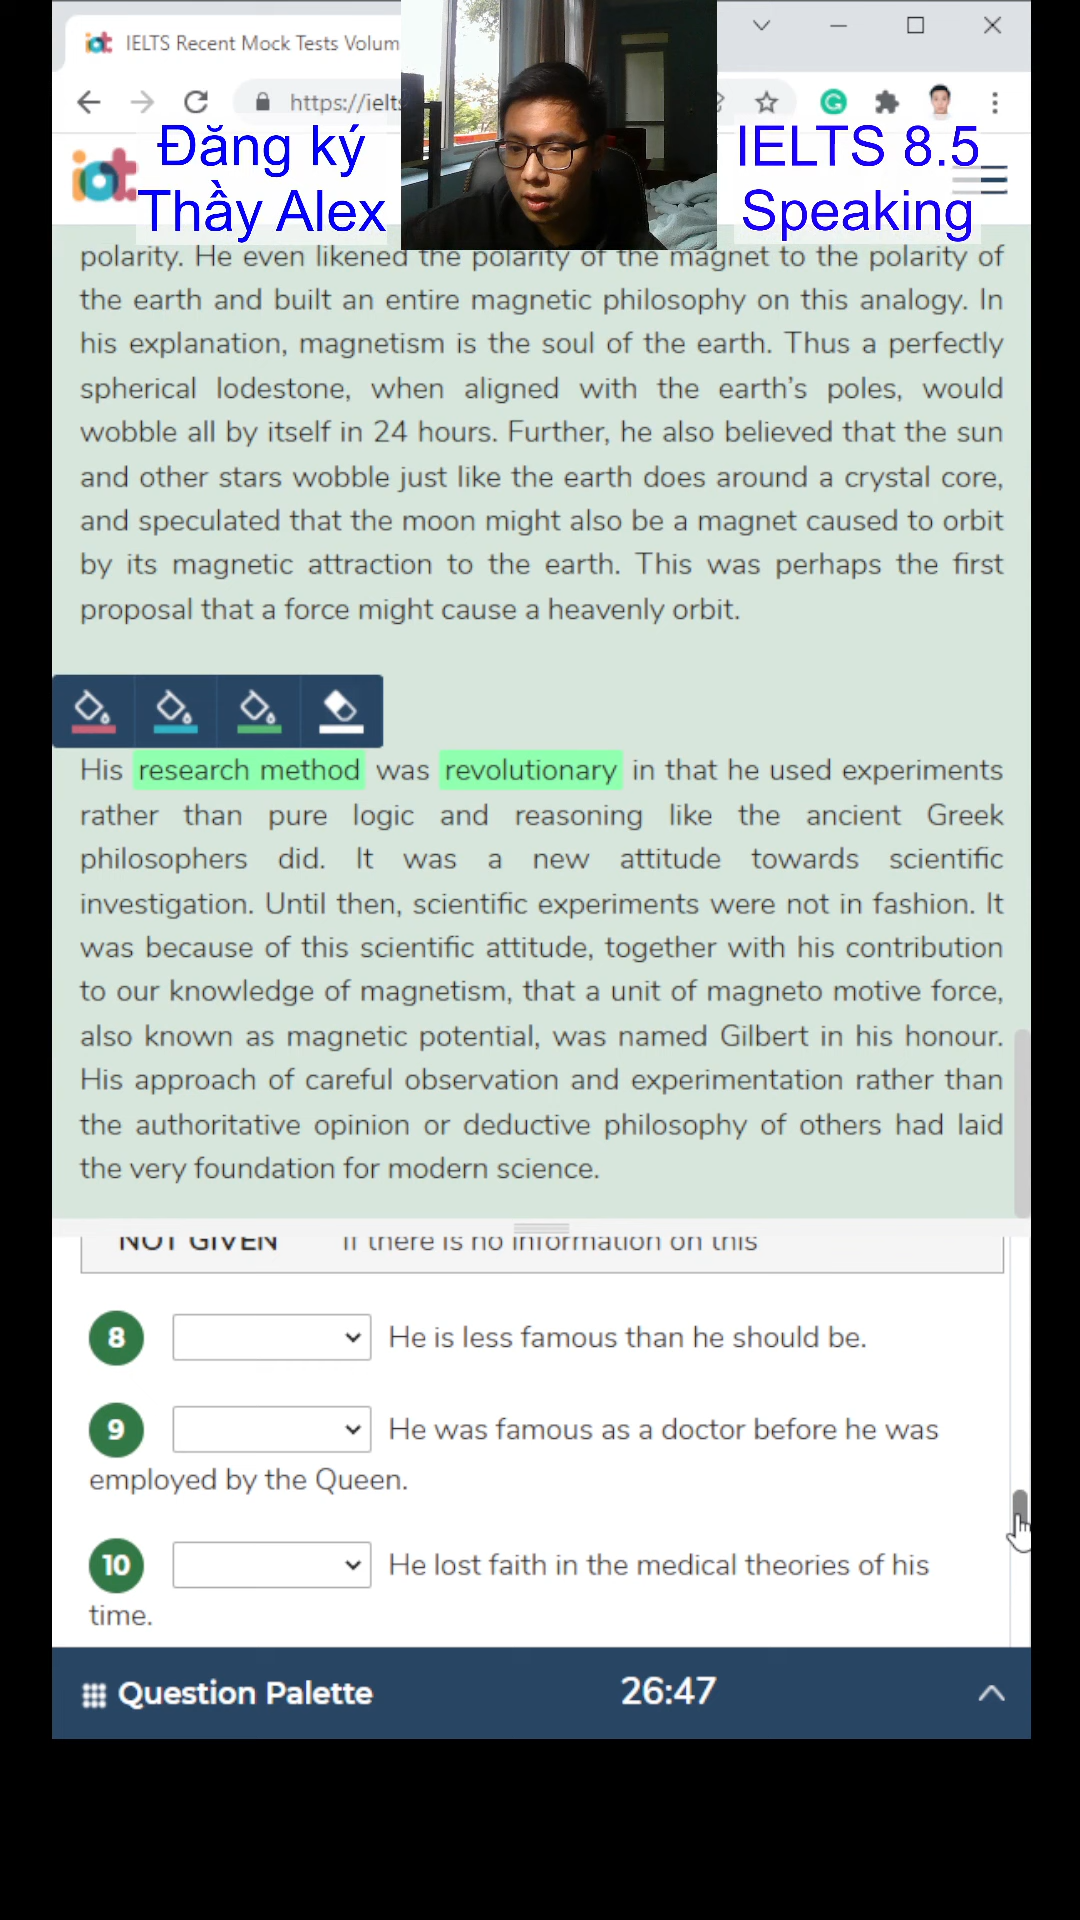 IELTS Recent Mock Tests Volum
https://ielts
Đăng ký
Thầy Alex
IELTS 8.5
Speaking
iot
polarity. He even likened the polarity of the magnet to the polarity of
the earth and built an entire magnetic philosophy on this analogy. In
his explanation, magnetism is the soul of the earth. Thus a perfectly
spherical lodestone, when aligned with the earth's poles, would
wobble all by itself in 24 hours. Further, he also believed that the sun
and other stars wobble just like the earth does around a crystal core,
and speculated that the moon might also be a magnet caused to orbit
by its magnetic attraction to the earth. This was perhaps the first
proposal that a force might cause a heavenly orbit.
His research method was revolutionary in that he used experiments
rather than pure logic and reasoning like the ancient Greek
philosophers did. It was a new attitude towards scientific
investigation. Until then, scientific experiments were not in fashion. It
was because of this scientific attitude, together with his contribution
to our knowledge of magnetism, that a unit of magneto motive force,
also known as magnetic potential, was named Gilbert in his honour.
His approach of careful observation and experimentation rather than
the authoritative opinion or deductive philosophy of others had laid
the very foundation for modern science.
NOT GIVEN if there is no information on this
8 He is less famous than he should be.
9 He was famous as a doctor before he was
employed by the Queen.
10 He lost faith in the medical theories of his
time.
Question Palette 26:47